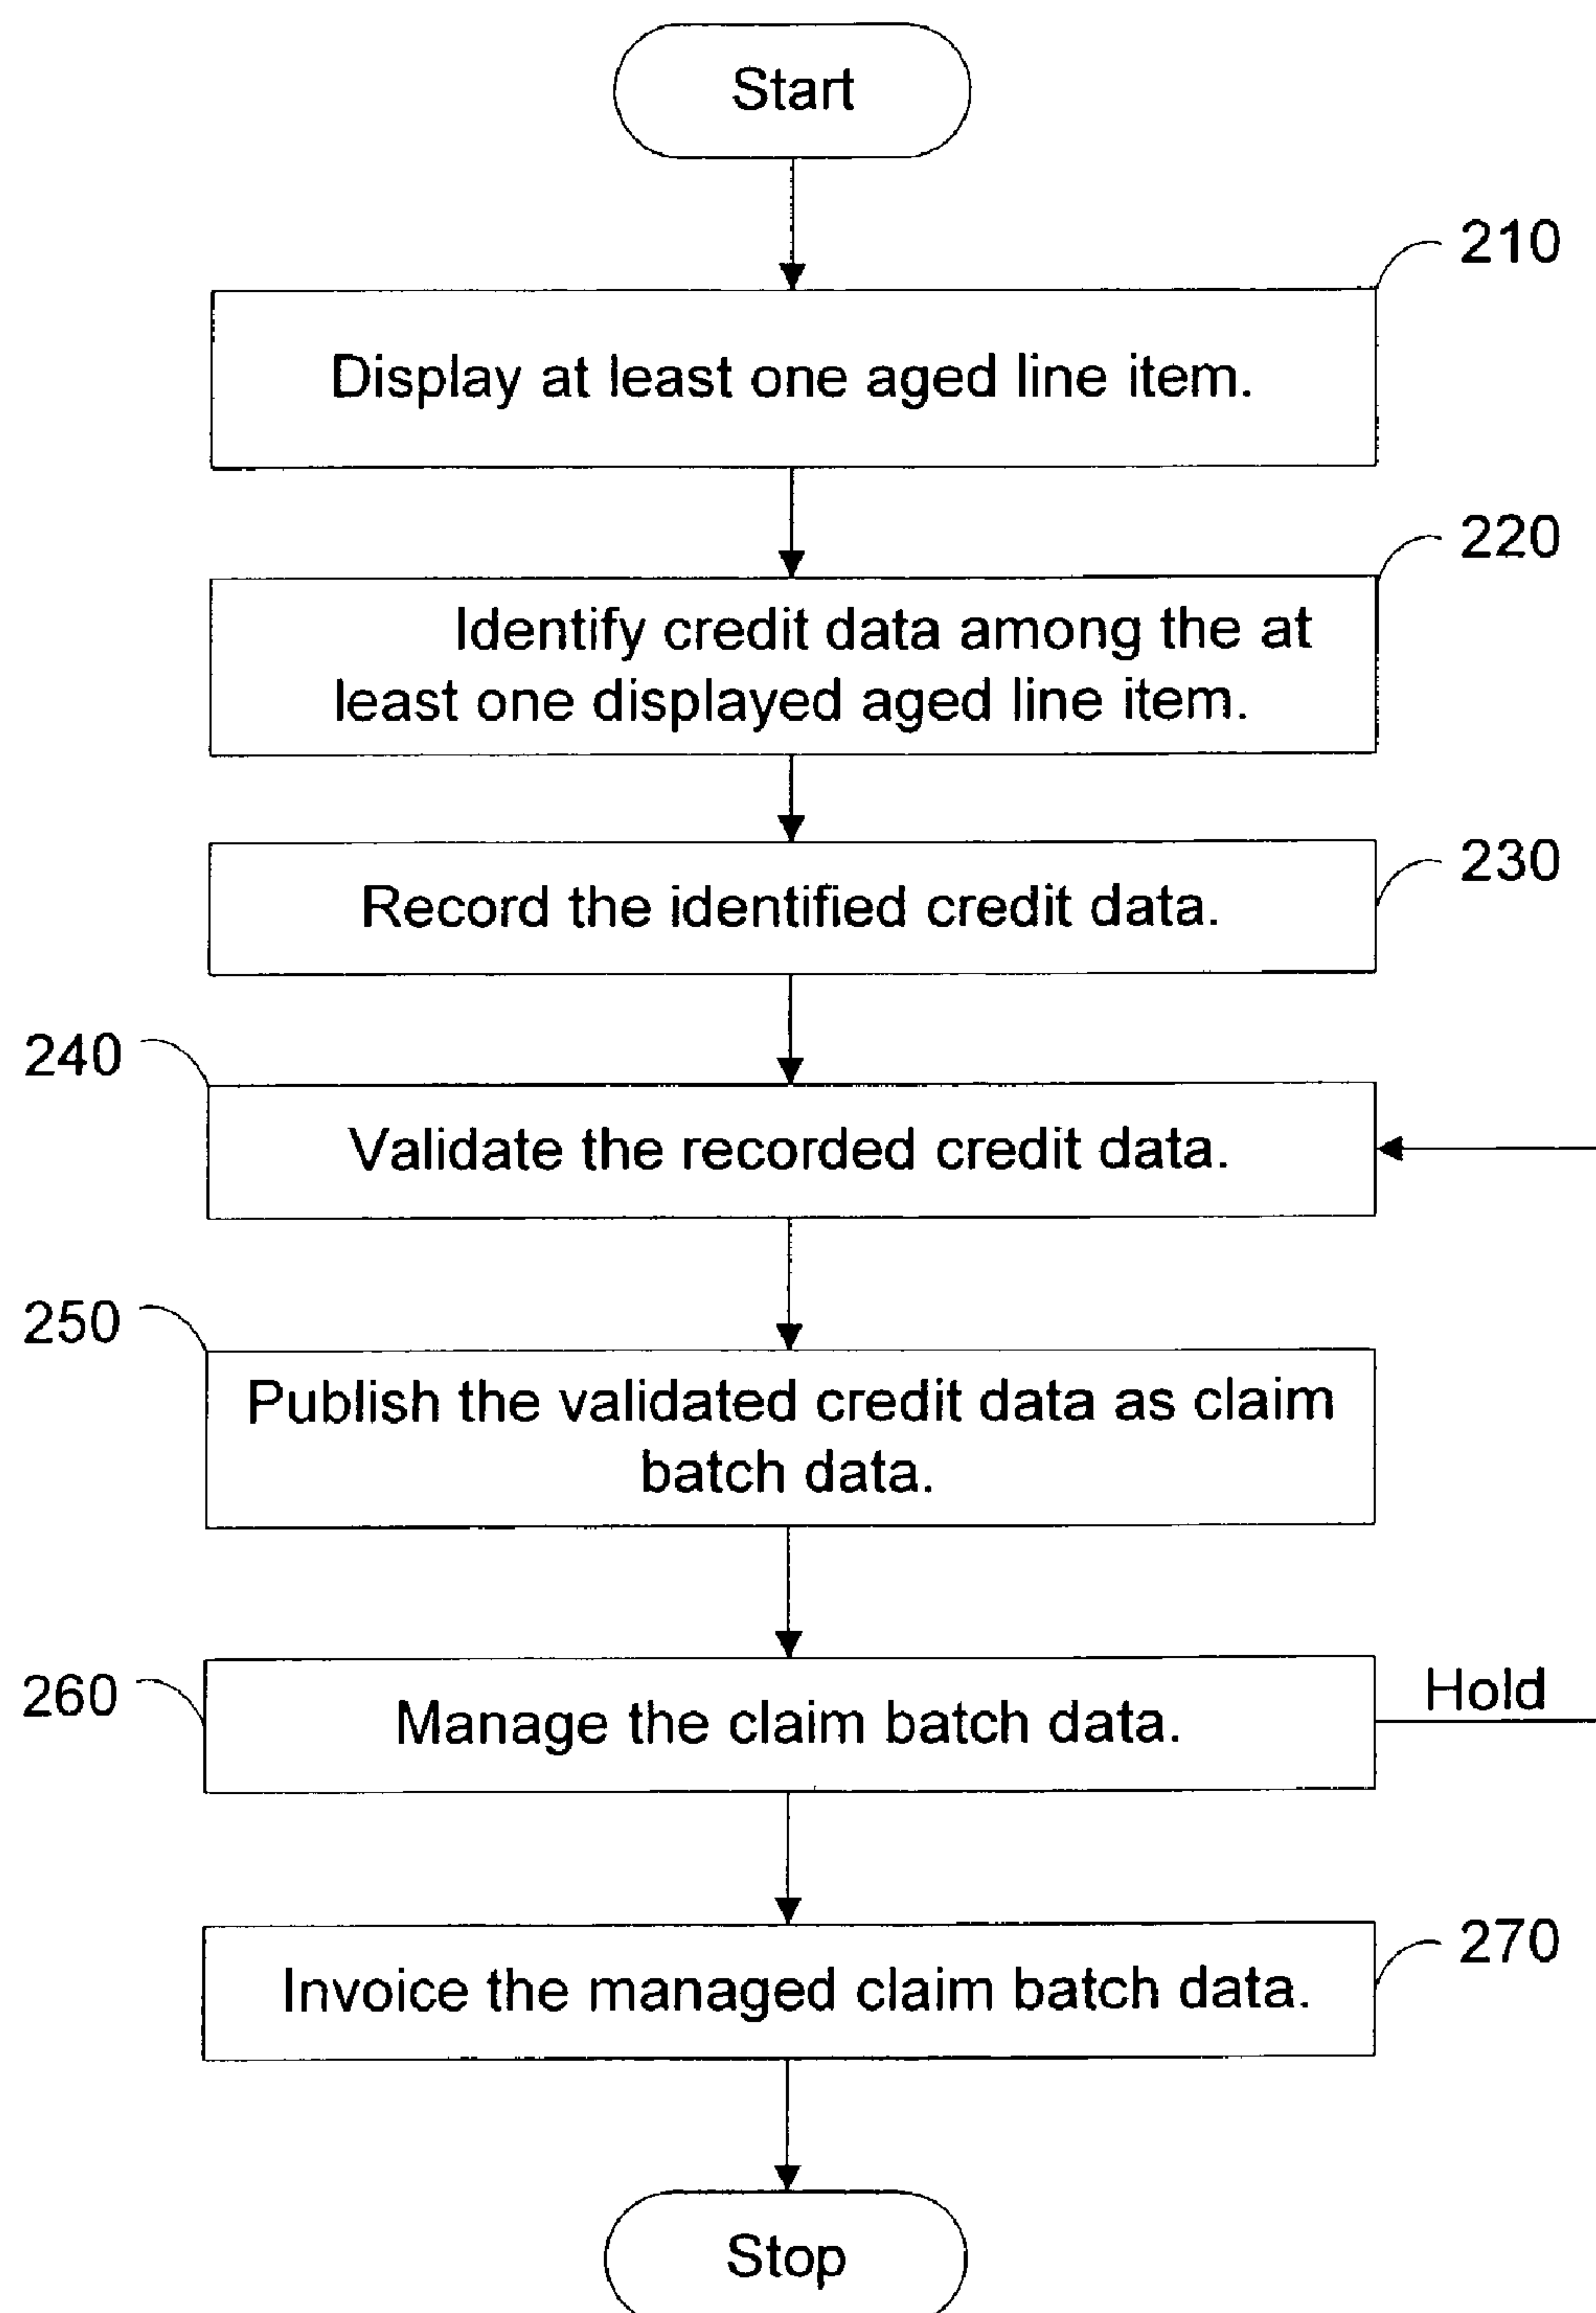 Start
210
Display at least one aged line item.
220
Identify credit data among the at
least one displayed aged line item.
230
Record the identified credit data.
240
Validate the recorded credit data.
250
Publish the validated credit data as claim
batch data.
260
Manage the claim batch data.
Hold
270
Invoice the managed claim batch data.
Stop